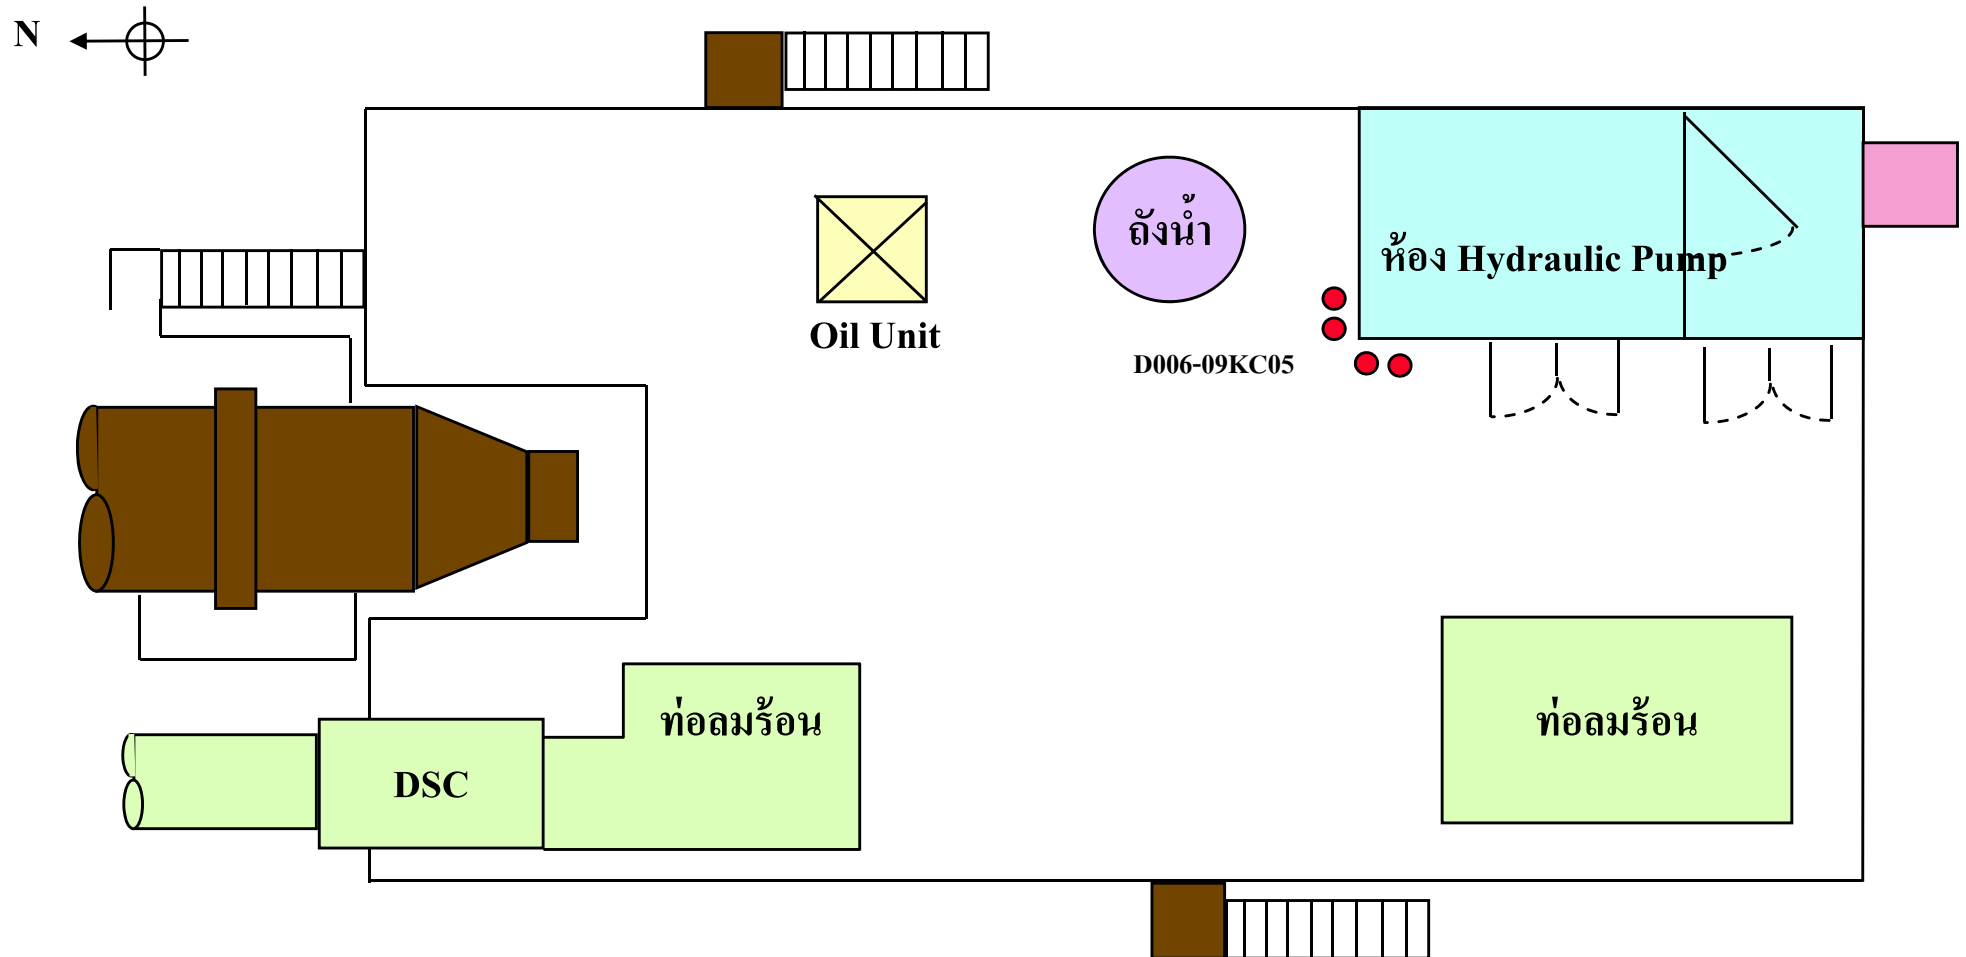 N
ถังน้ำ
ห้อง Hydraulic Pump
Oil Unit
D006-09KC05
ท่อลมร้อน
ท่อลมร้อน
DSC